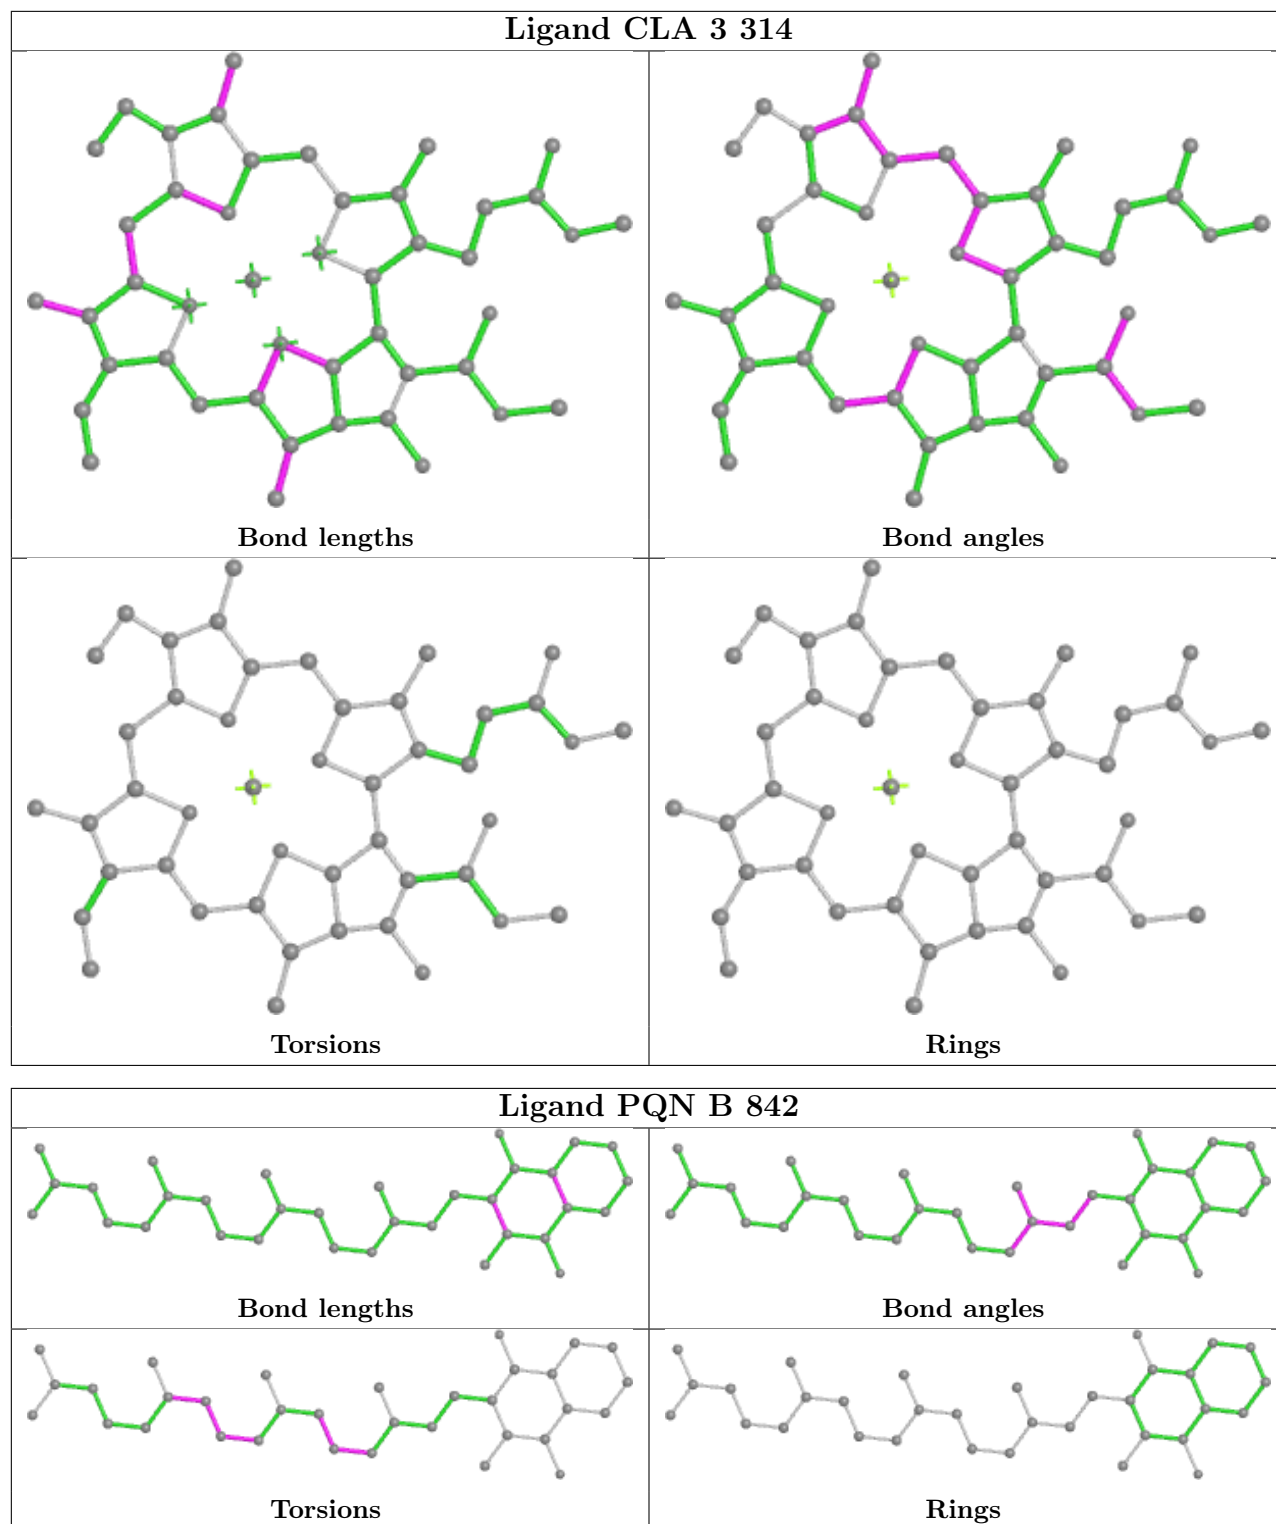 Ligand CLA 3 314
Bond lengths
Bond angles
Torsions
Rings
Ligand PQN B 842
Bond lengths
Bond angles
Torsions
Rings